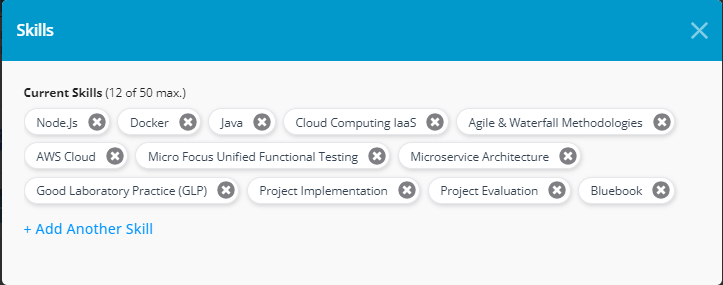 Skills
Current Skills (12 of 50 max.)
Node.Js Docker Java Cloud Computing IaaS Agile & Waterfall Methodologies
AWS Cloud Micro Focus Unified Functional Testing Microservice Architecture
Good Laboratory Practice (GLP) Project Implementation Project Evaluation Bluebook
+ Add Another Skill